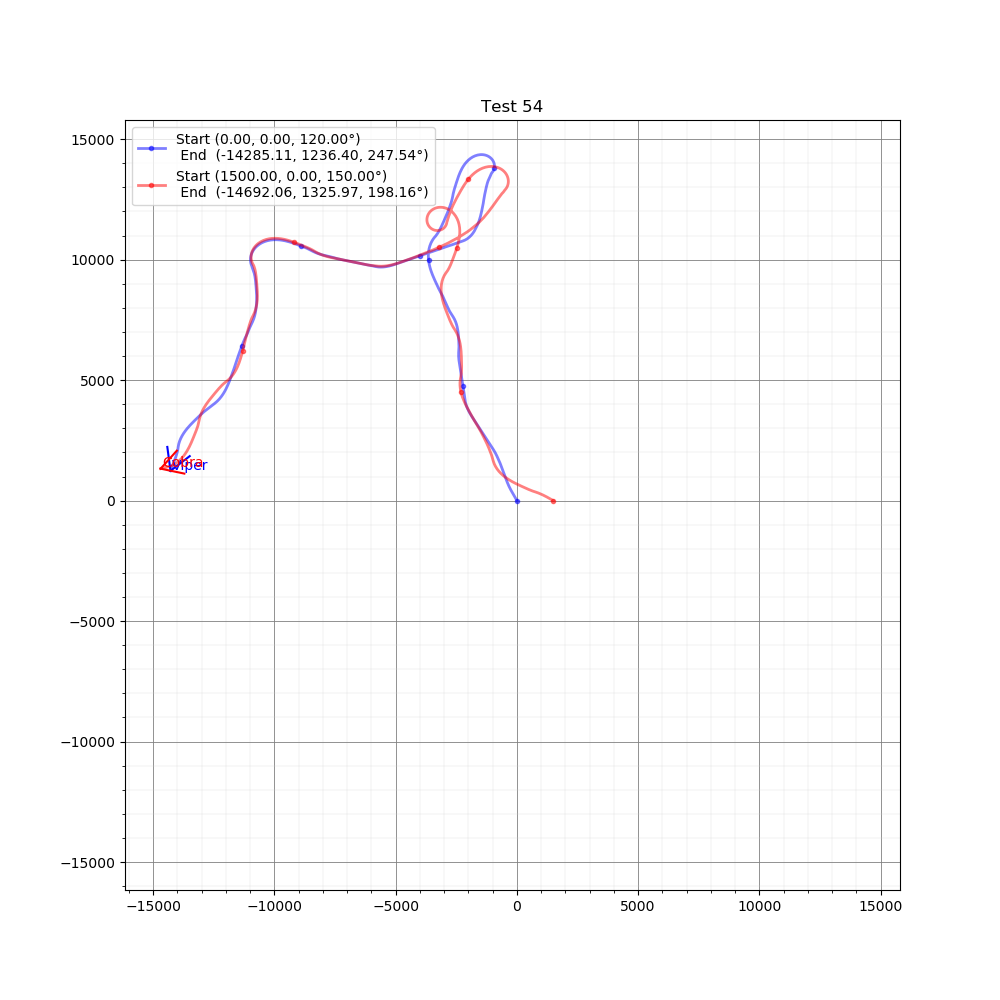 Test 54
Start (0.00, 0.00, 120.00°)
End (-14285.11, 1236.40, 247.54°)
Start (1500.00, 0.00, 150.00°)
End (-14692.06, 1325.97, 198.16°)
15000
10000
5000
0
−5000
−10000
−15000
Cobra
Viper
−15000 −10000 −5000 0 5000 10000 15000